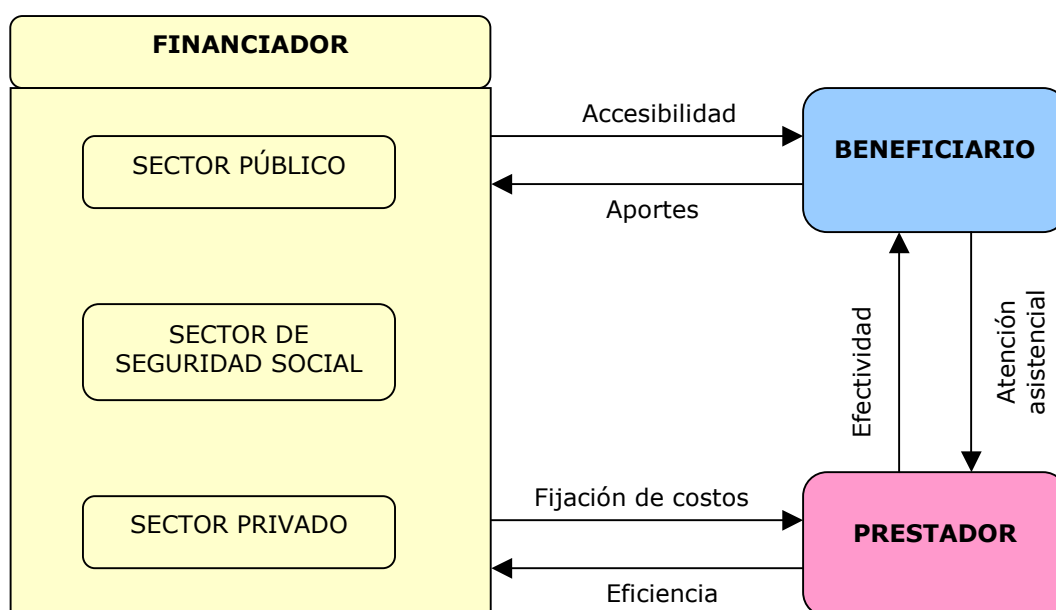 FINANCIADOR
SECTOR PÚBLICO
SECTOR DE
SEGURIDAD SOCIAL
SECTOR PRIVADO
Accesibilidad
Aportes
BENEFICIARIO
Efectividad
Atención
asistencial
Fijación de costos
Eficiencia
PRESTADOR